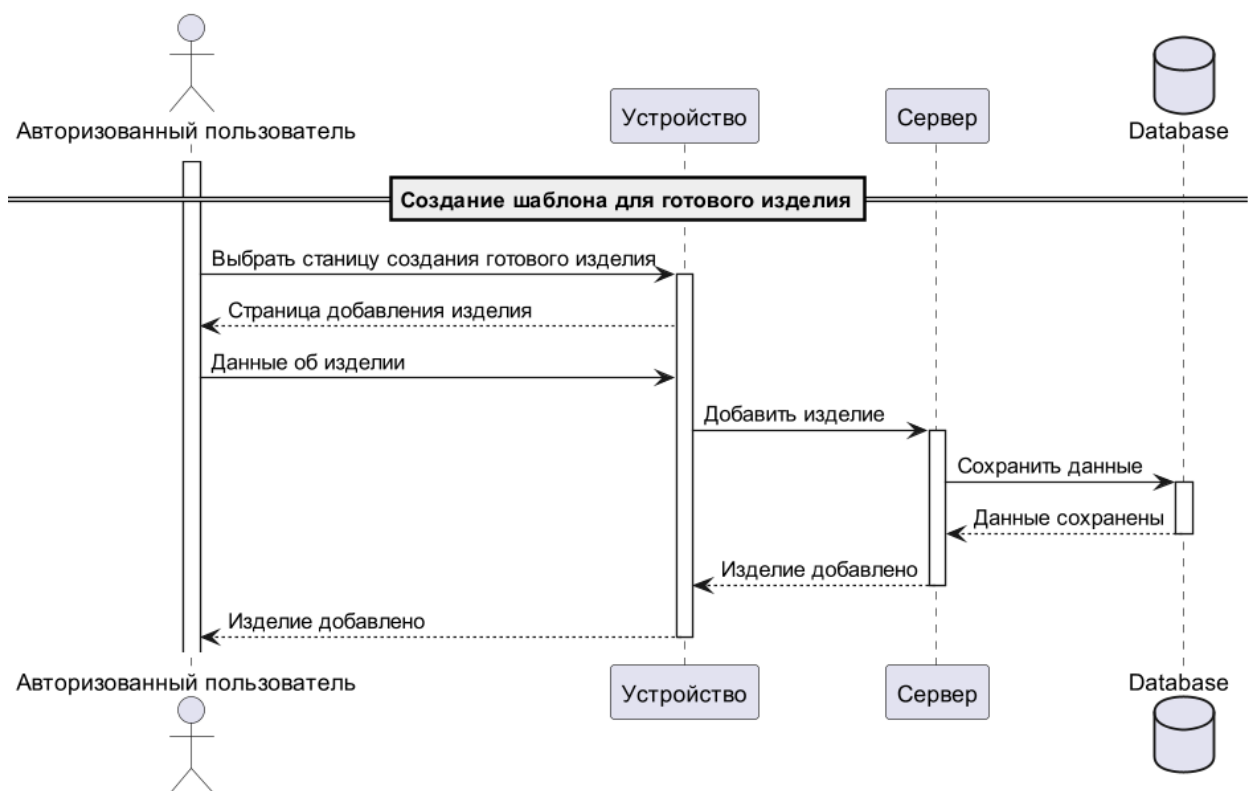 Авторизованный пользователь
Устройство
Сервер
Database
Создание шаблона для готового изделия
Выбрать станицу создания готового изделия
Страница добавления изделия
Данные об изделии
Добавить изделие
Сохранить данные
Данные сохранены
Изделие добавлено
Изделие добавлено
Авторизованный пользователь
Устройство
Сервер
Database